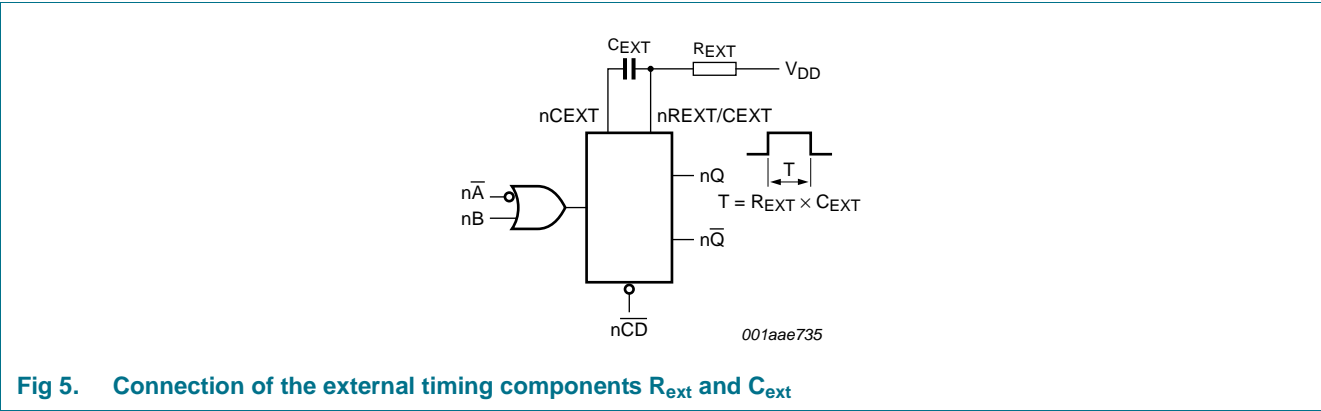 CEXT
REXT
VDD
nCEXT
nREXT/CEXT
nA̅
nB
nQ
T
T = REXT × CEXT
nQ̅
nC̅D̅
001aae735
Fig 5. Connection of the external timing components Rext and Cext